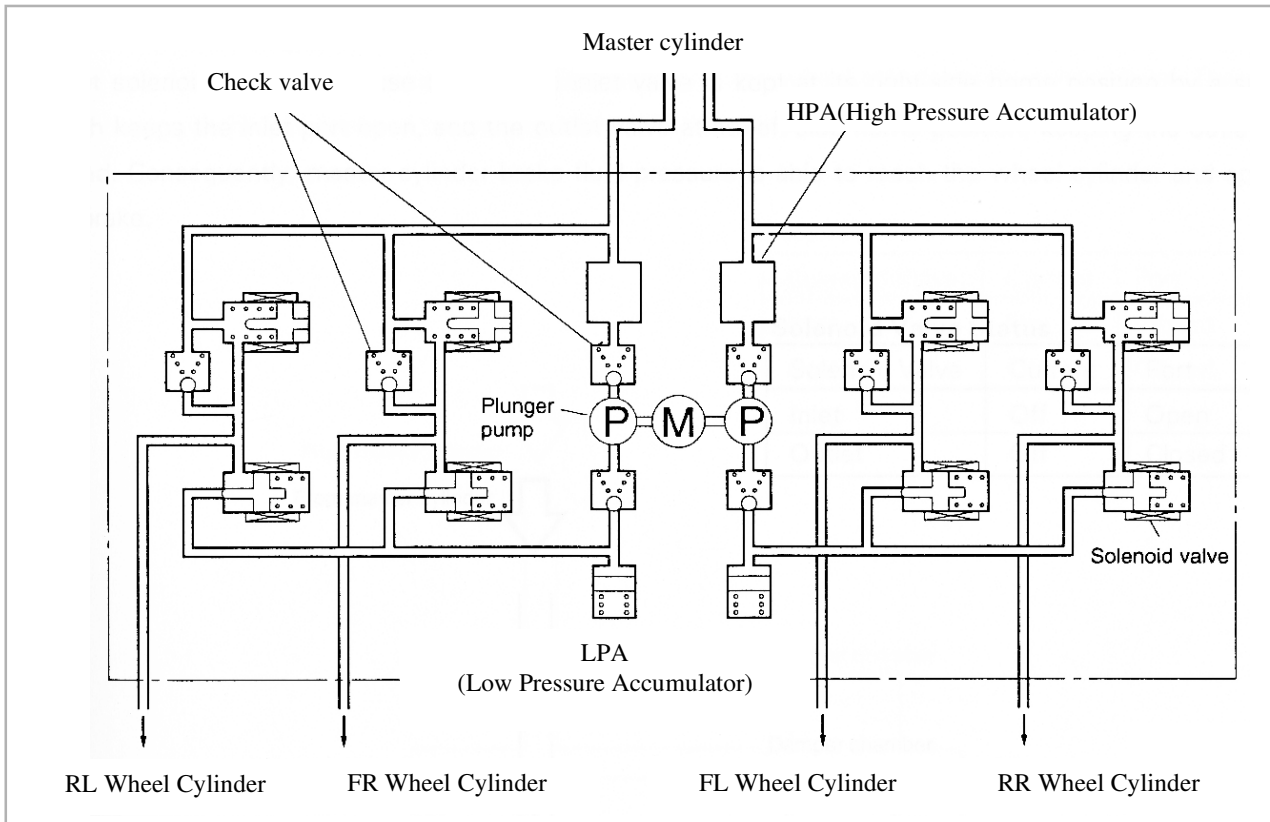 Master cylinder
Check valve
HPA(High Pressure Accumulator)
Plunger
pump
P
M
P
Solenoid valve
LPA
(Low Pressure Accumulator)
RL Wheel Cylinder
FR Wheel Cylinder
FL Wheel Cylinder
RR Wheel Cylinder